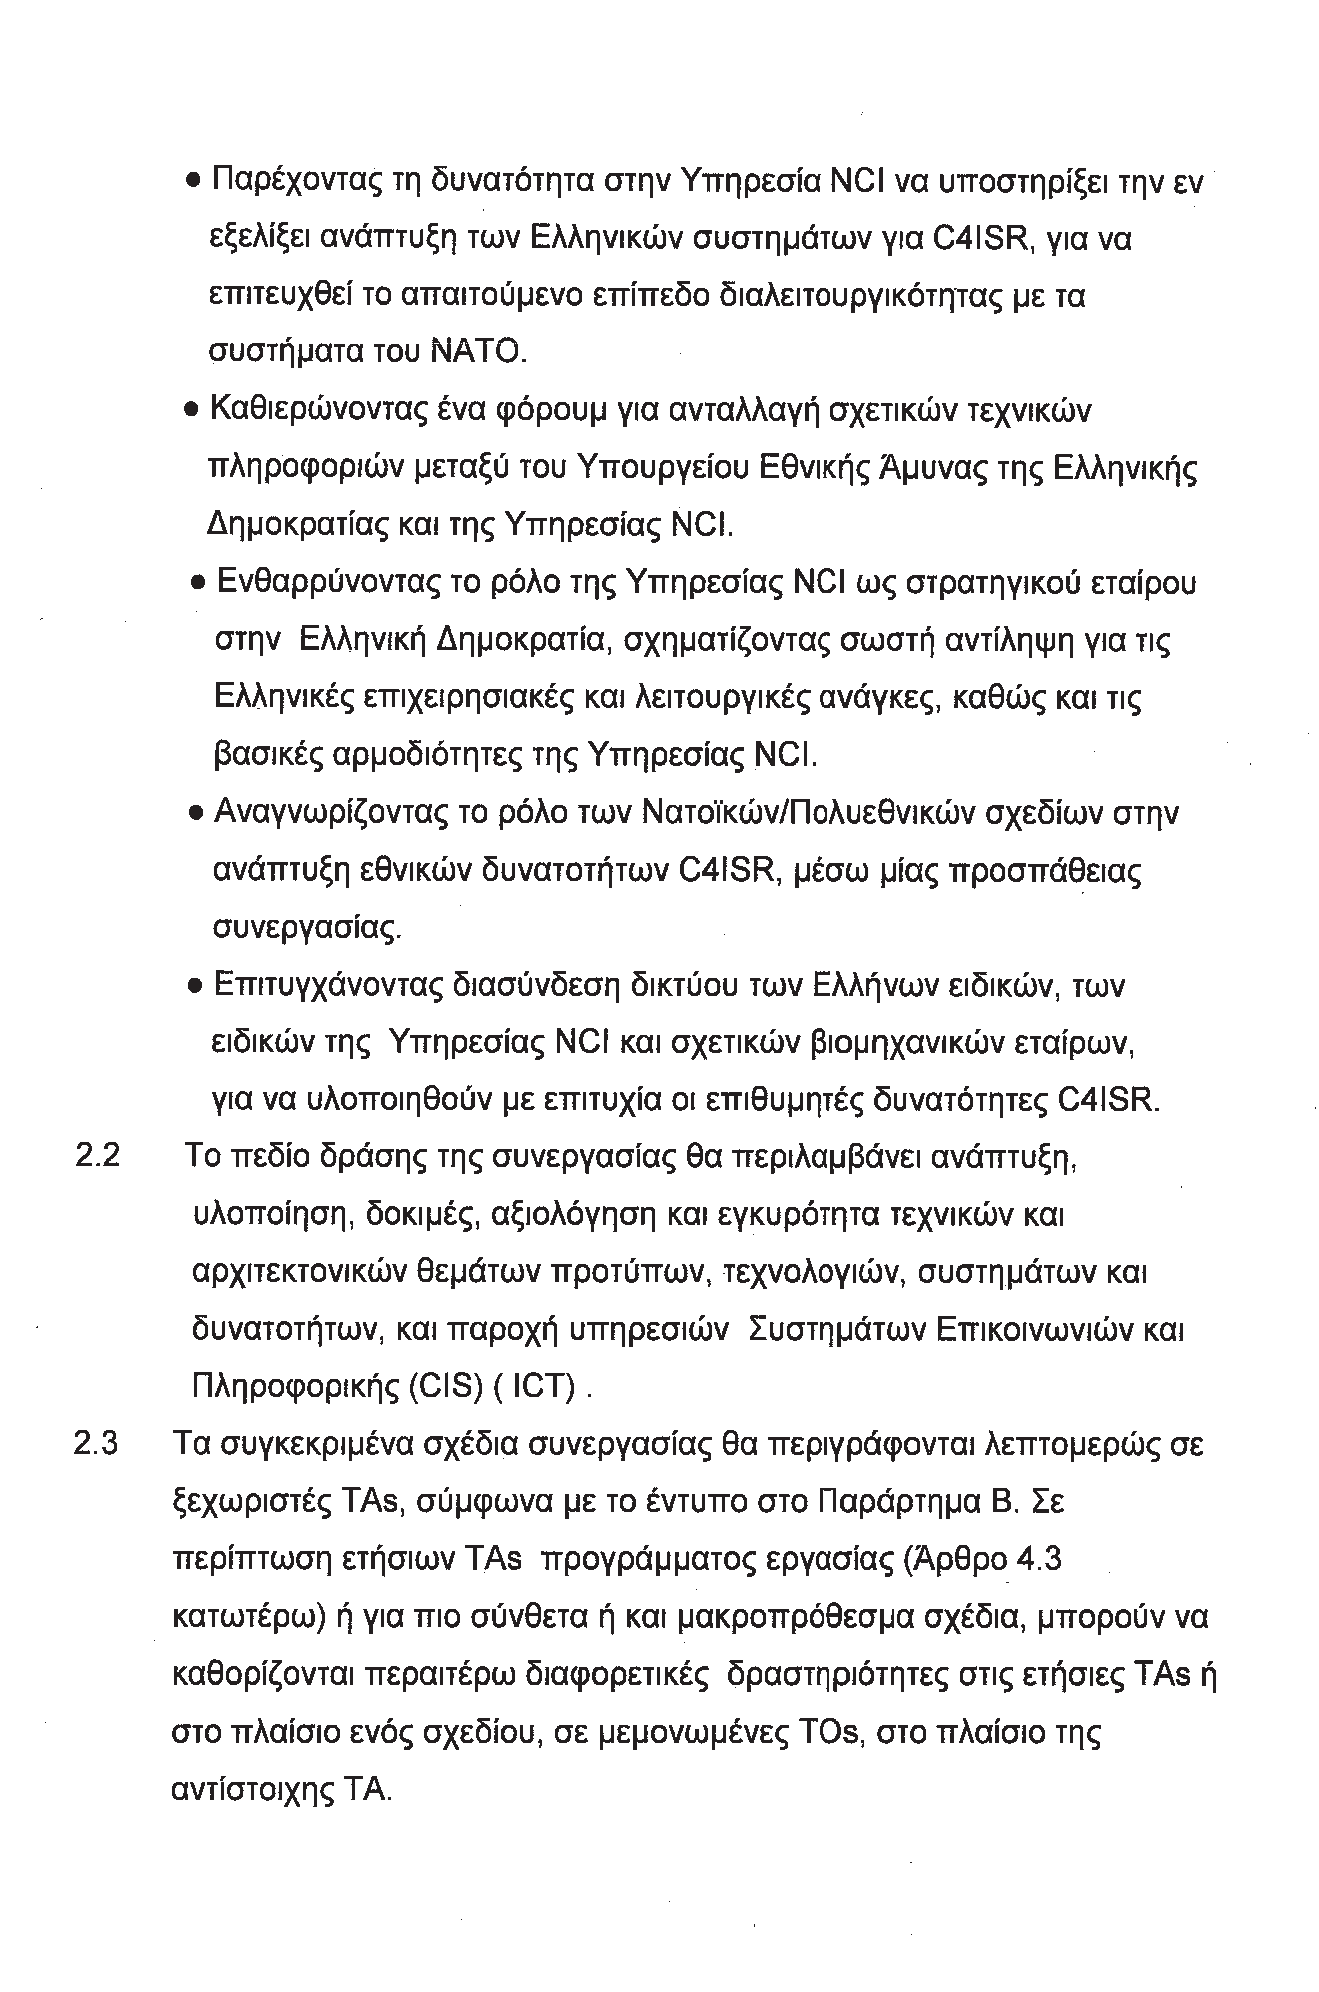 ● Παρέχοντας τη δυνατότητα στην Υπηρεσία NCI να υποστηρίξει την εν
εξελίξει ανάπτυξη των Ελληνικών συστημάτων για C4ISR, για να
επιτευχθεί το απαιτούμενο επίπεδο διαλειτουργικότητας με τα
συστήματα του ΝΑΤΟ.
● Καθιερώνοντας ένα φόρουμ για ανταλλαγή σχετικών τεχνικών
πληροφοριών μεταξύ του Υπουργείου Εθνικής Άμυνας της Ελληνικής
Δημοκρατίας και της Υπηρεσίας NCI.
● Ενθαρρύνοντας το ρόλο της Υπηρεσίας NCI ως στρατηγικού εταίρου
στην Ελληνική Δημοκρατία, σχηματίζοντας σωστή αντίληψη για τις
Ελληνικές επιχειρησιακές και λειτουργικές ανάγκες, καθώς και τις
βασικές αρμοδιότητες της Υπηρεσίας NCI.
● Αναγνωρίζοντας το ρόλο των Νατοϊκών/Πολυεθνικών σχεδίων στην
ανάπτυξη εθνικών δυνατοτήτων C4ISR, μέσω μίας προσπάθειας
συνεργασίας.
● Επιτυγχάνοντας διασύνδεση δικτύου των Ελλήνων ειδικών, των
ειδικών της Υπηρεσίας NCI και σχετικών βιομηχανικών εταίρων,
για να υλοποιηθούν με επιτυχία οι επιθυμητές δυνατότητες C4ISR.
2.2 Το πεδίο δράσης της συνεργασίας θα περιλαμβάνει ανάπτυξη,
υλοποίηση, δοκιμές, αξιολόγηση και εγκυρότητα τεχνικών και
αρχιτεκτονικών θεμάτων προτύπων, τεχνολογιών, συστημάτων και
δυνατοτήτων, και παροχή υπηρεσιών Συστημάτων Επικοινωνιών και
Πληροφορικής (CIS) ( ICT) .
2.3 Τα συγκεκριμένα σχέδια συνεργασίας θα περιγράφονται λεπτομερώς σε
ξεχωριστές TAs, σύμφωνα με το έντυπο στο Παράρτημα Β. Σε
περίπτωση ετήσιων TAs προγράμματος εργασίας (Άρθρο 4.3
κατωτέρω) ή για πιο σύνθετα ή και μακροπρόθεσμα σχέδια, μπορούν να
καθορίζονται περαιτέρω διαφορετικές δραστηριότητες στις ετήσιες TAs ή
στο πλαίσιο ενός σχεδίου, σε μεμονωμένες TOs, στο πλαίσιο της
αντίστοιχης TA.